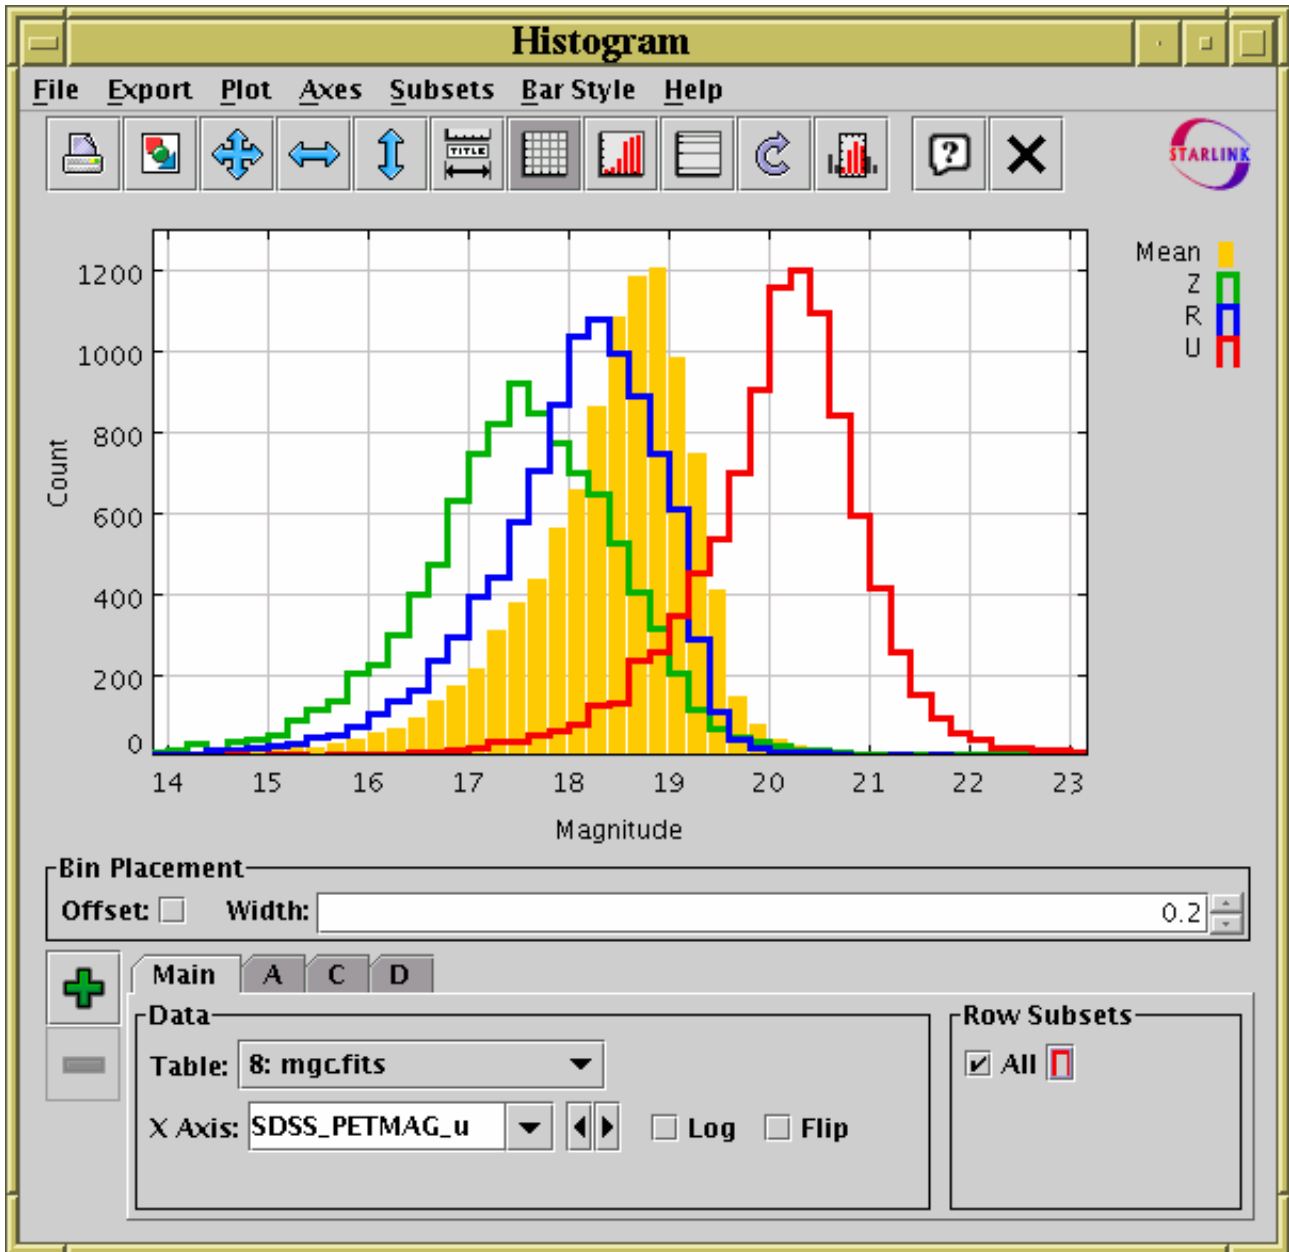 Histogram
File Export Plot Axes Subsets Bar Style Help
TITLE
?
STARLINK
Mean
Z
R
U
1200
1000
800
600
400
200
0
Count
14 15 16 17 18 19 20 21 22 23
Magnitude
Bin Placement
Offset: Width: 0.2
Main A C D
Data
Row Subsets
Table: 8: mgc.fits
All
X Axis: SDSS_PETMAG_u Log Flip